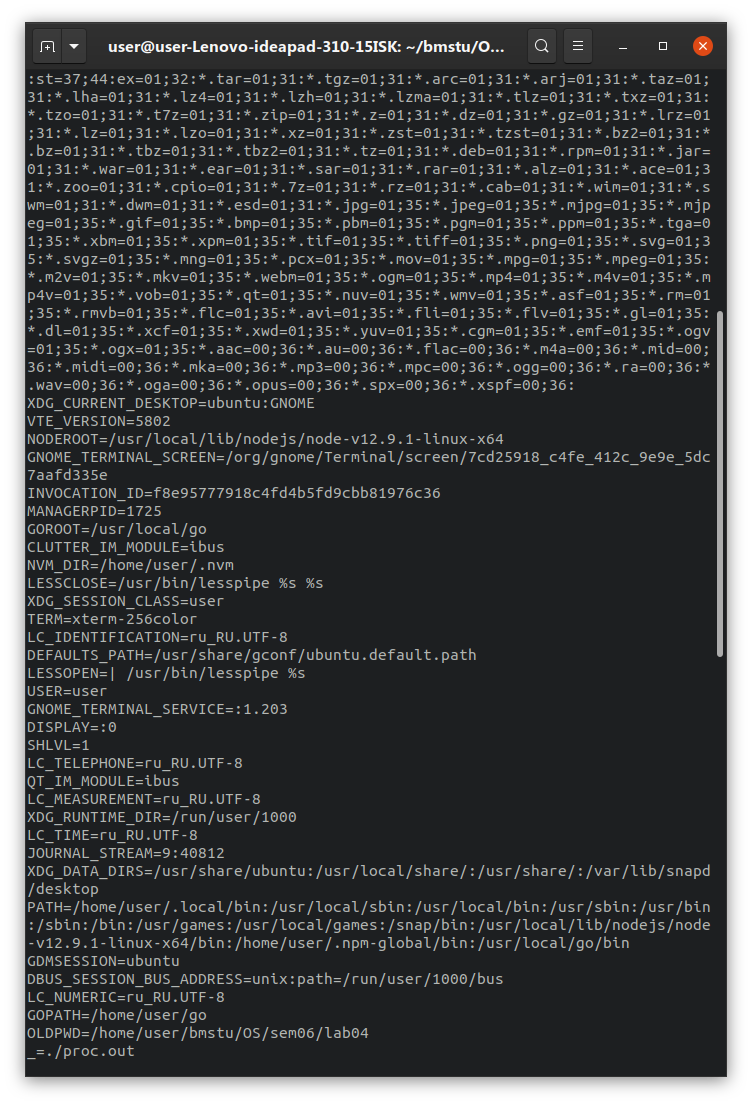 user@user-Lenovo-ideapad-310-15ISK: ~/bmstu/O...
:st=37;44:ex=01;32:*.tar=01;31:*.tgz=01;31:*.arc=01;31:*.arj=01;31:*.taz=01;
31:*.lha=01;31:*.lz4=01;31:*.lzh=01;31:*.lzma=01;31:*.tlz=01;31:*.txz=01;31:
*.tzo=01;31:*.t7z=01;31:*.zip=01;31:*.z=01;31:*.dz=01;31:*.gz=01;31:*.lrz=01
;31:*.lz=01;31:*.lzo=01;31:*.xz=01;31:*.zst=01;31:*.tzst=01;31:*.bz2=01;31:*
.bz=01;31:*.tbz=01;31:*.tbz2=01;31:*.tz=01;31:*.deb=01;31:*.rpm=01;31:*.jar=
01;31:*.war=01;31:*.ear=01;31:*.sar=01;31:*.rar=01;31:*.alz=01;31:*.ace=01;3
1:*.zoo=01;31:*.cpio=01;31:*.7z=01;31:*.rz=01;31:*.cab=01;31:*.wim=01;31:*.s
wm=01;31:*.dwm=01;31:*.esd=01;31:*.jpg=01;35:*.jpeg=01;35:*.mjpg=01;35:*.mjp
eg=01;35:*.gif=01;35:*.bmp=01;35:*.pbm=01;35:*.pgm=01;35:*.ppm=01;35:*.tga=0
1;35:*.xbm=01;35:*.xpm=01;35:*.tif=01;35:*.tiff=01;35:*.png=01;35:*.svg=01;3
5:*.svgz=01;35:*.mng=01;35:*.pcx=01;35:*.mov=01;35:*.mpg=01;35:*.mpeg=01;35:
*.m2v=01;35:*.mkv=01;35:*.webm=01;35:*.ogm=01;35:*.mp4=01;35:*.m4v=01;35:*.m
p4v=01;35:*.vob=01;35:*.qt=01;35:*.nuv=01;35:*.wmv=01;35:*.asf=01;35:*.rm=01
;35:*.rmvb=01;35:*.flc=01;35:*.avi=01;35:*.fli=01;35:*.flv=01;35:*.gl=01;35:
*.dl=01;35:*.xcf=01;35:*.xwd=01;35:*.yuv=01;35:*.cgm=01;35:*.emf=01;35:*.ogv
=01;35:*.ogx=01;35:*.aac=00;36:*.au=00;36:*.flac=00;36:*.m4a=00;36:*.mid=00;
36:*.midi=00;36:*.mka=00;36:*.mp3=00;36:*.mpc=00;36:*.ogg=00;36:*.ra=00;36:*
.wav=00;36:*.oga=00;36:*.opus=00;36:*.spx=00;36:*.xspf=00;36:
XDG_CURRENT_DESKTOP=ubuntu:GNOME
VTE_VERSION=5802
NODEROOT=/usr/local/lib/nodejs/node-v12.9.1-linux-x64
GNOME_TERMINAL_SCREEN=/org/gnome/Terminal/screen/7cd25918_c4fe_412c_9e9e_5dc
7aafd335e
INVOCATION_ID=f8e95777918c4fd4b5fd9cbb81976c36
MANAGERPID=1725
GOROOT=/usr/local/go
CLUTTER_IM_MODULE=ibus
NVM_DIR=/home/user/.nvm
LESSCLOSE=/usr/bin/lesspipe %s %s
XDG_SESSION_CLASS=user
TERM=xterm-256color
LC_IDENTIFICATION=ru_RU.UTF-8
DEFAULTS_PATH=/usr/share/gconf/ubuntu.default.path
LESSOPEN=| /usr/bin/lesspipe %s
USER=user
GNOME_TERMINAL_SERVICE=:1.203
DISPLAY=:0
SHLVL=1
LC_TELEPHONE=ru_RU.UTF-8
QT_IM_MODULE=ibus
LC_MEASUREMENT=ru_RU.UTF-8
XDG_RUNTIME_DIR=/run/user/1000
LC_TIME=ru_RU.UTF-8
JOURNAL_STREAM=9:40812
XDG_DATA_DIRS=/usr/share/ubuntu:/usr/local/share/:/usr/share/:/var/lib/snapd
/desktop
PATH=/home/user/.local/bin:/usr/local/sbin:/usr/local/bin:/usr/sbin:/usr/bin
:/sbin:/bin:/usr/games:/usr/local/games:/snap/bin:/usr/local/lib/nodejs/node
-v12.9.1-linux-x64/bin:/home/user/.npm-global/bin:/usr/local/go/bin
GDMSESSION=ubuntu
DBUS_SESSION_BUS_ADDRESS=unix:path=/run/user/1000/bus
LC_NUMERIC=ru_RU.UTF-8
GOPATH=/home/user/go
OLDPWD=/home/user/bmstu/OS/sem06/lab04
_=./proc.out